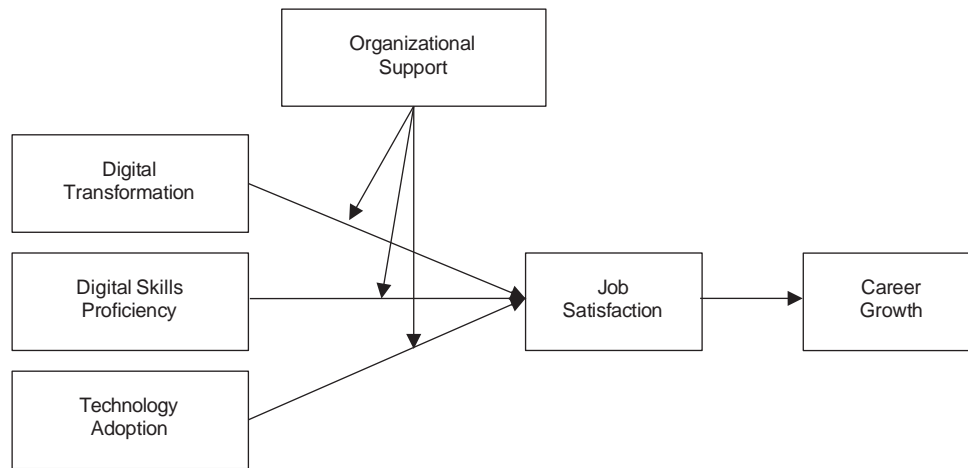 Organizational
Support
Digital
Transformation
Digital Skills
Proficiency
Job
Satisfaction
Career
Growth
Technology
Adoption